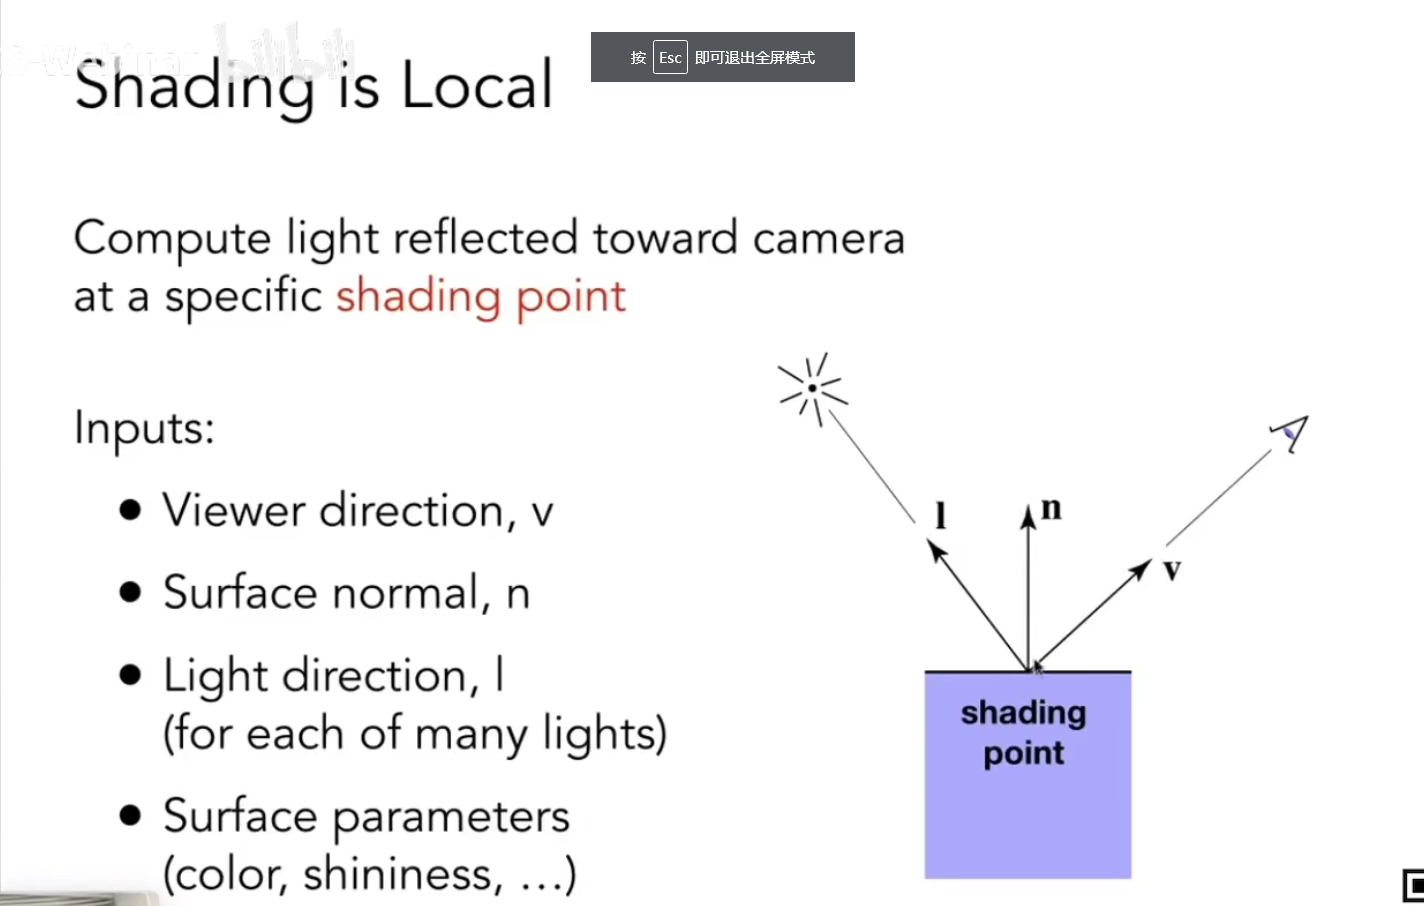 按 Esc 即可退出全屏模式
bilibili
Shading is Local
Compute light reflected toward camera
at a specific shading point
Inputs:
● Viewer direction, v
● Surface normal, n
● Light direction, l
(for each of many lights)
● Surface parameters
(color, shininess, …)
l
n
v
shading
point